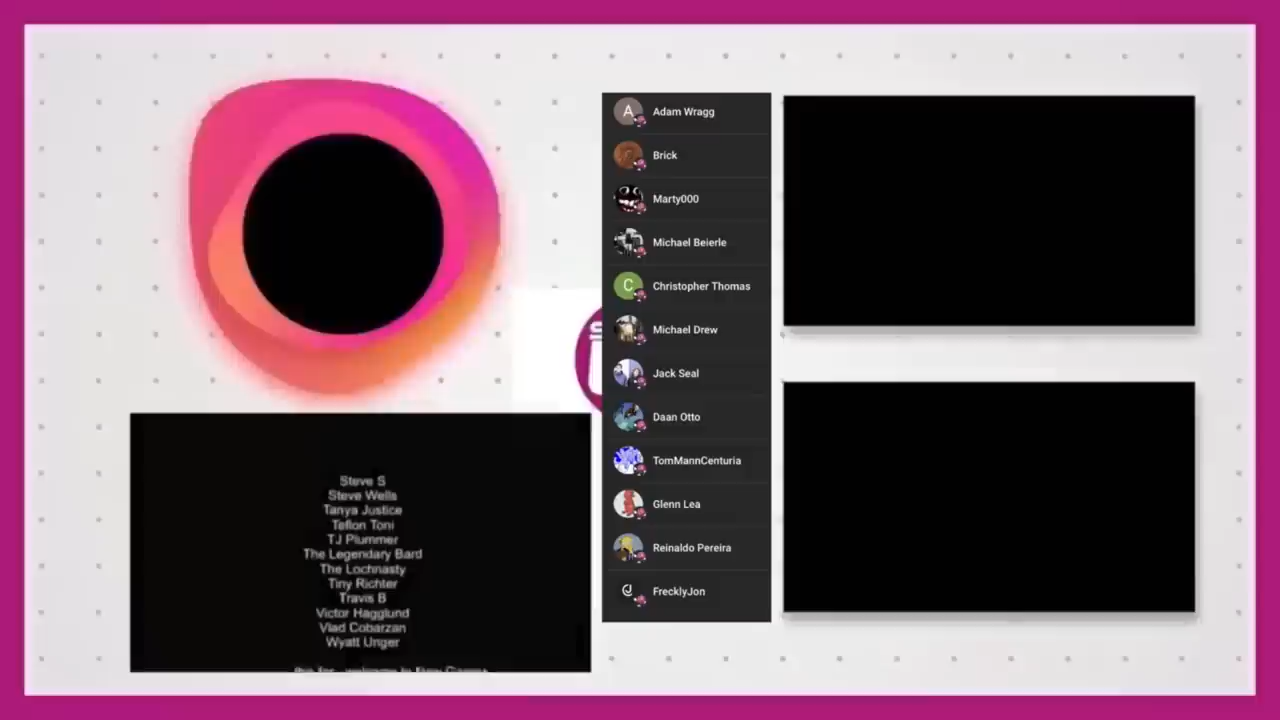 A Adam Wragg
Brick
Marty000
Michael Beierle
C Christopher Thomas
Michael Drew
Jack Seal
Daan Otto
TomMannCenturia
Glenn Lea
Reinaldo Pereira
FrecklyJon
Steve S
Steve Wells
Tanya Justice
Teflon Toni
TJ Plummer
The Legendary Bard
The Lochnasty
Tiny Richter
Travis B
Victor Hagglund
Vlad Cobarzan
Wyatt Unger